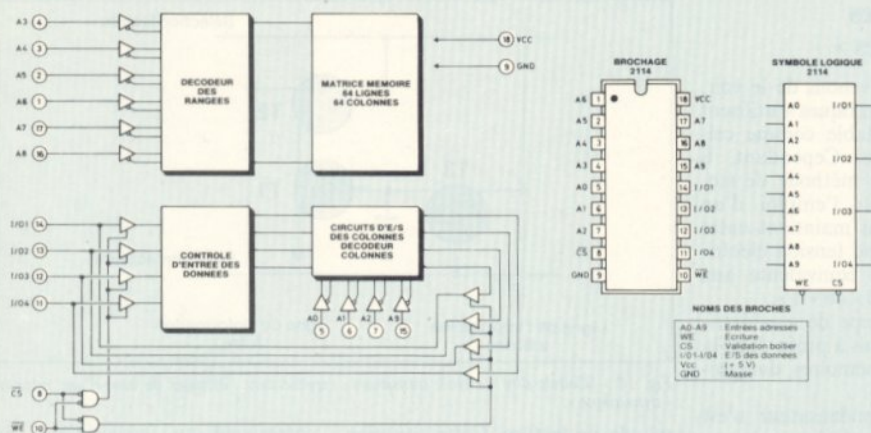 A3 4
A4 3
A5 2
A6 1
A7 17
A8 16
DECODEUR
DES
RANGEES
MATRICE MEMOIRE
64 LIGNES
64 COLONNES
18 VCC
9 GND
I/O1 14
I/O2 13
I/O3 12
I/O4 11
CONTROLE
D'ENTREE DES
DONNEES
CIRCUITS D'E/S
DES COLONNES
DECODEUR
COLONNES
A0 A1 A2 A9
5 6 7 15
CS 8
WE 10
BROCHAGE
2114
A6 1 18 VCC
A5 2 17 A7
A4 3 16 A8
A3 4 15 A9
A0 5 14 I/O1
A1 6 13 I/O2
A2 7 12 I/O3
CS 8 11 I/O4
GND 9 10 WE
SYMBOLE LOGIQUE
2114
A0 I/O1
A1
A2
A3 I/O2
A4
A5
A6 I/O3
A7
A8
A9 I/O4
WE CS
NOMS DES BROCHES
A0-A9 Entrées adresses
WE Ecriture
CS Validation boîtier
I/O1-I/O4 E/S des données
Vcc (+ 5 V)
GND Masse